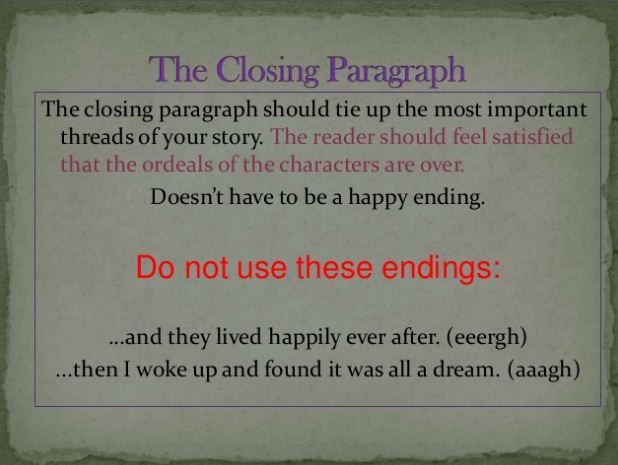 The Closing Paragraph
The closing paragraph should tie up the most important
threads of your story. The reader should feel satisfied
that the ordeals of the characters are over.
Doesn’t have to be a happy ending.
Do not use these endings:
...and they lived happily ever after. (eeergh)
...then I woke up and found it was all a dream. (aaagh)